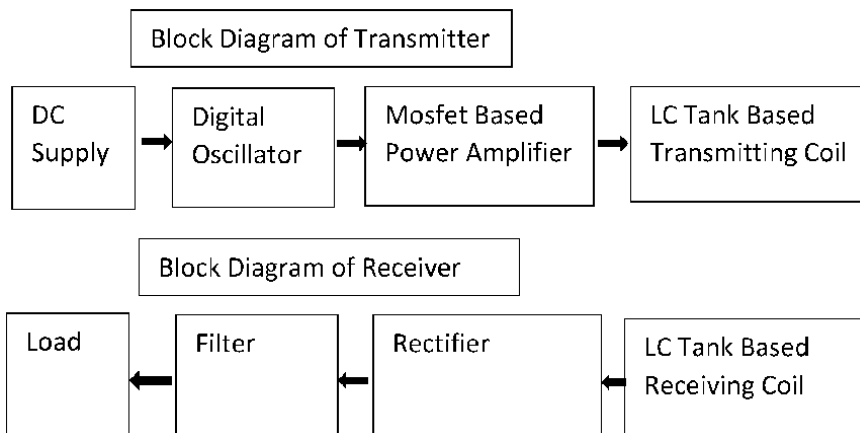 Block Diagram of Transmitter
DC
Supply
Digital
Oscillator
Mosfet Based
Power Amplifier
LC Tank Based
Transmitting Coil
Block Diagram of Receiver
Load
Filter
Rectifier
LC Tank Based
Receiving Coil